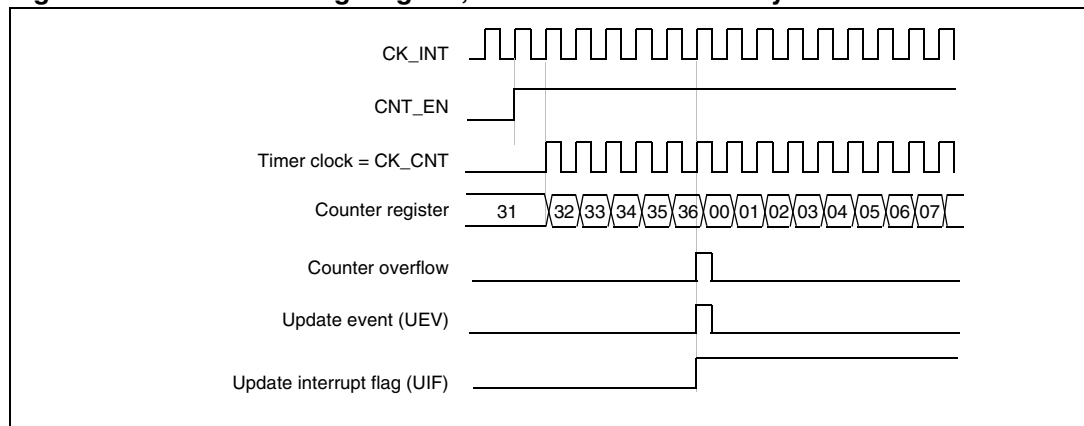 CK_INT
CNT_EN
Timer clock = CK_CNT
Counter register 31 32 33 34 35 36 00 01 02 03 04 05 06 07
Counter overflow
Update event (UEV)
Update interrupt flag (UIF)